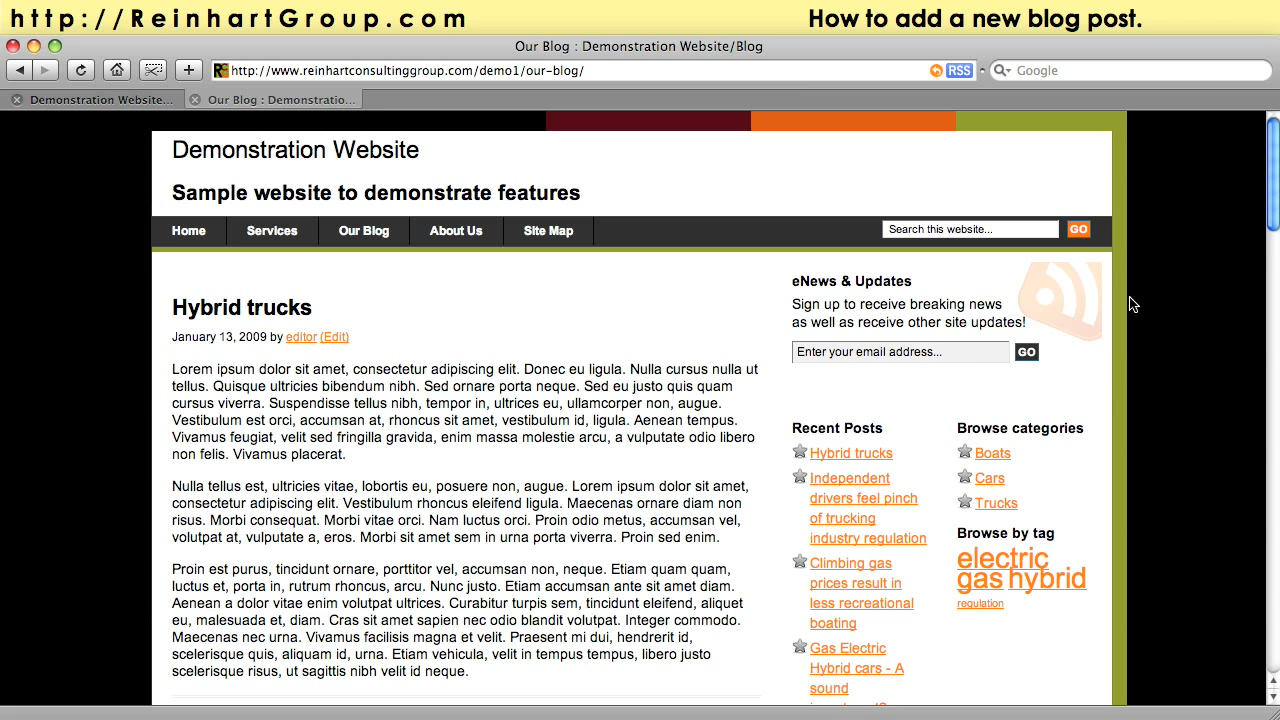 http://ReinhartGroup.com
How to add a new blog post.
Our Blog : Demonstration Website/Blog
http://www.reinhartconsultinggroup.com/demo1/our-blog/
RSS
Google
Demonstration Website...
Our Blog : Demonstratio...
Demonstration Website
Sample website to demonstrate features
Home
Services
Our Blog
About Us
Site Map
Search this website...
GO
Hybrid trucks
January 13, 2009 by editor (Edit)
Lorem ipsum dolor sit amet, consectetur adipiscing elit. Donec eu ligula. Nulla cursus nulla ut
tellus. Quisque ultricies bibendum nibh. Sed ornare porta neque. Sed eu justo quis quam
cursus viverra. Suspendisse tellus nibh, tempor in, ultrices eu, ullamcorper non, augue.
Vestibulum est orci, accumsan at, rhoncus sit amet, vestibulum id, ligula. Aenean tempus.
Vivamus feugiat, velit sed fringilla gravida, enim massa molestie arcu, a vulputate odio libero
non felis. Vivamus placerat.
Nulla tellus est, ultricies vitae, lobortis eu, posuere non, augue. Lorem ipsum dolor sit amet,
consectetur adipiscing elit. Vestibulum rhoncus eleifend ligula. Maecenas ornare diam non
risus. Morbi consequat. Morbi vitae orci. Nam luctus orci. Proin odio metus, accumsan vel,
volutpat at, vulputate a, eros. Morbi sit amet sem in urna porta viverra. Proin sed enim.
Proin est purus, tincidunt ornare, porttitor vel, accumsan non, neque. Etiam quam quam,
luctus et, porta in, rutrum rhoncus, arcu. Nunc justo. Etiam accumsan ante sit amet diam.
Aenean a dolor vitae enim volutpat ultrices. Curabitur turpis sem, tincidunt eleifend, aliquet
eu, malesuada et, diam. Cras sit amet sapien nec odio blandit volutpat. Integer commodo.
Maecenas nec urna. Vivamus facilisis magna et velit. Praesent mi dui, hendrerit id,
scelerisque quis, aliquam id, urna. Etiam vehicula, velit in tempus tempus, libero justo
scelerisque risus, ut sagittis nibh velit id neque.
eNews & Updates
Sign up to receive breaking news
as well as receive other site updates!
Enter your email address...
GO
Recent Posts
Hybrid trucks
Independent
drivers feel pinch
of trucking
industry regulation
Climbing gas
prices result in
less recreational
boating
Gas Electric
Hybrid cars - A
sound
Browse categories
Boats
Cars
Trucks
Browse by tag
electric
gas hybrid
regulation